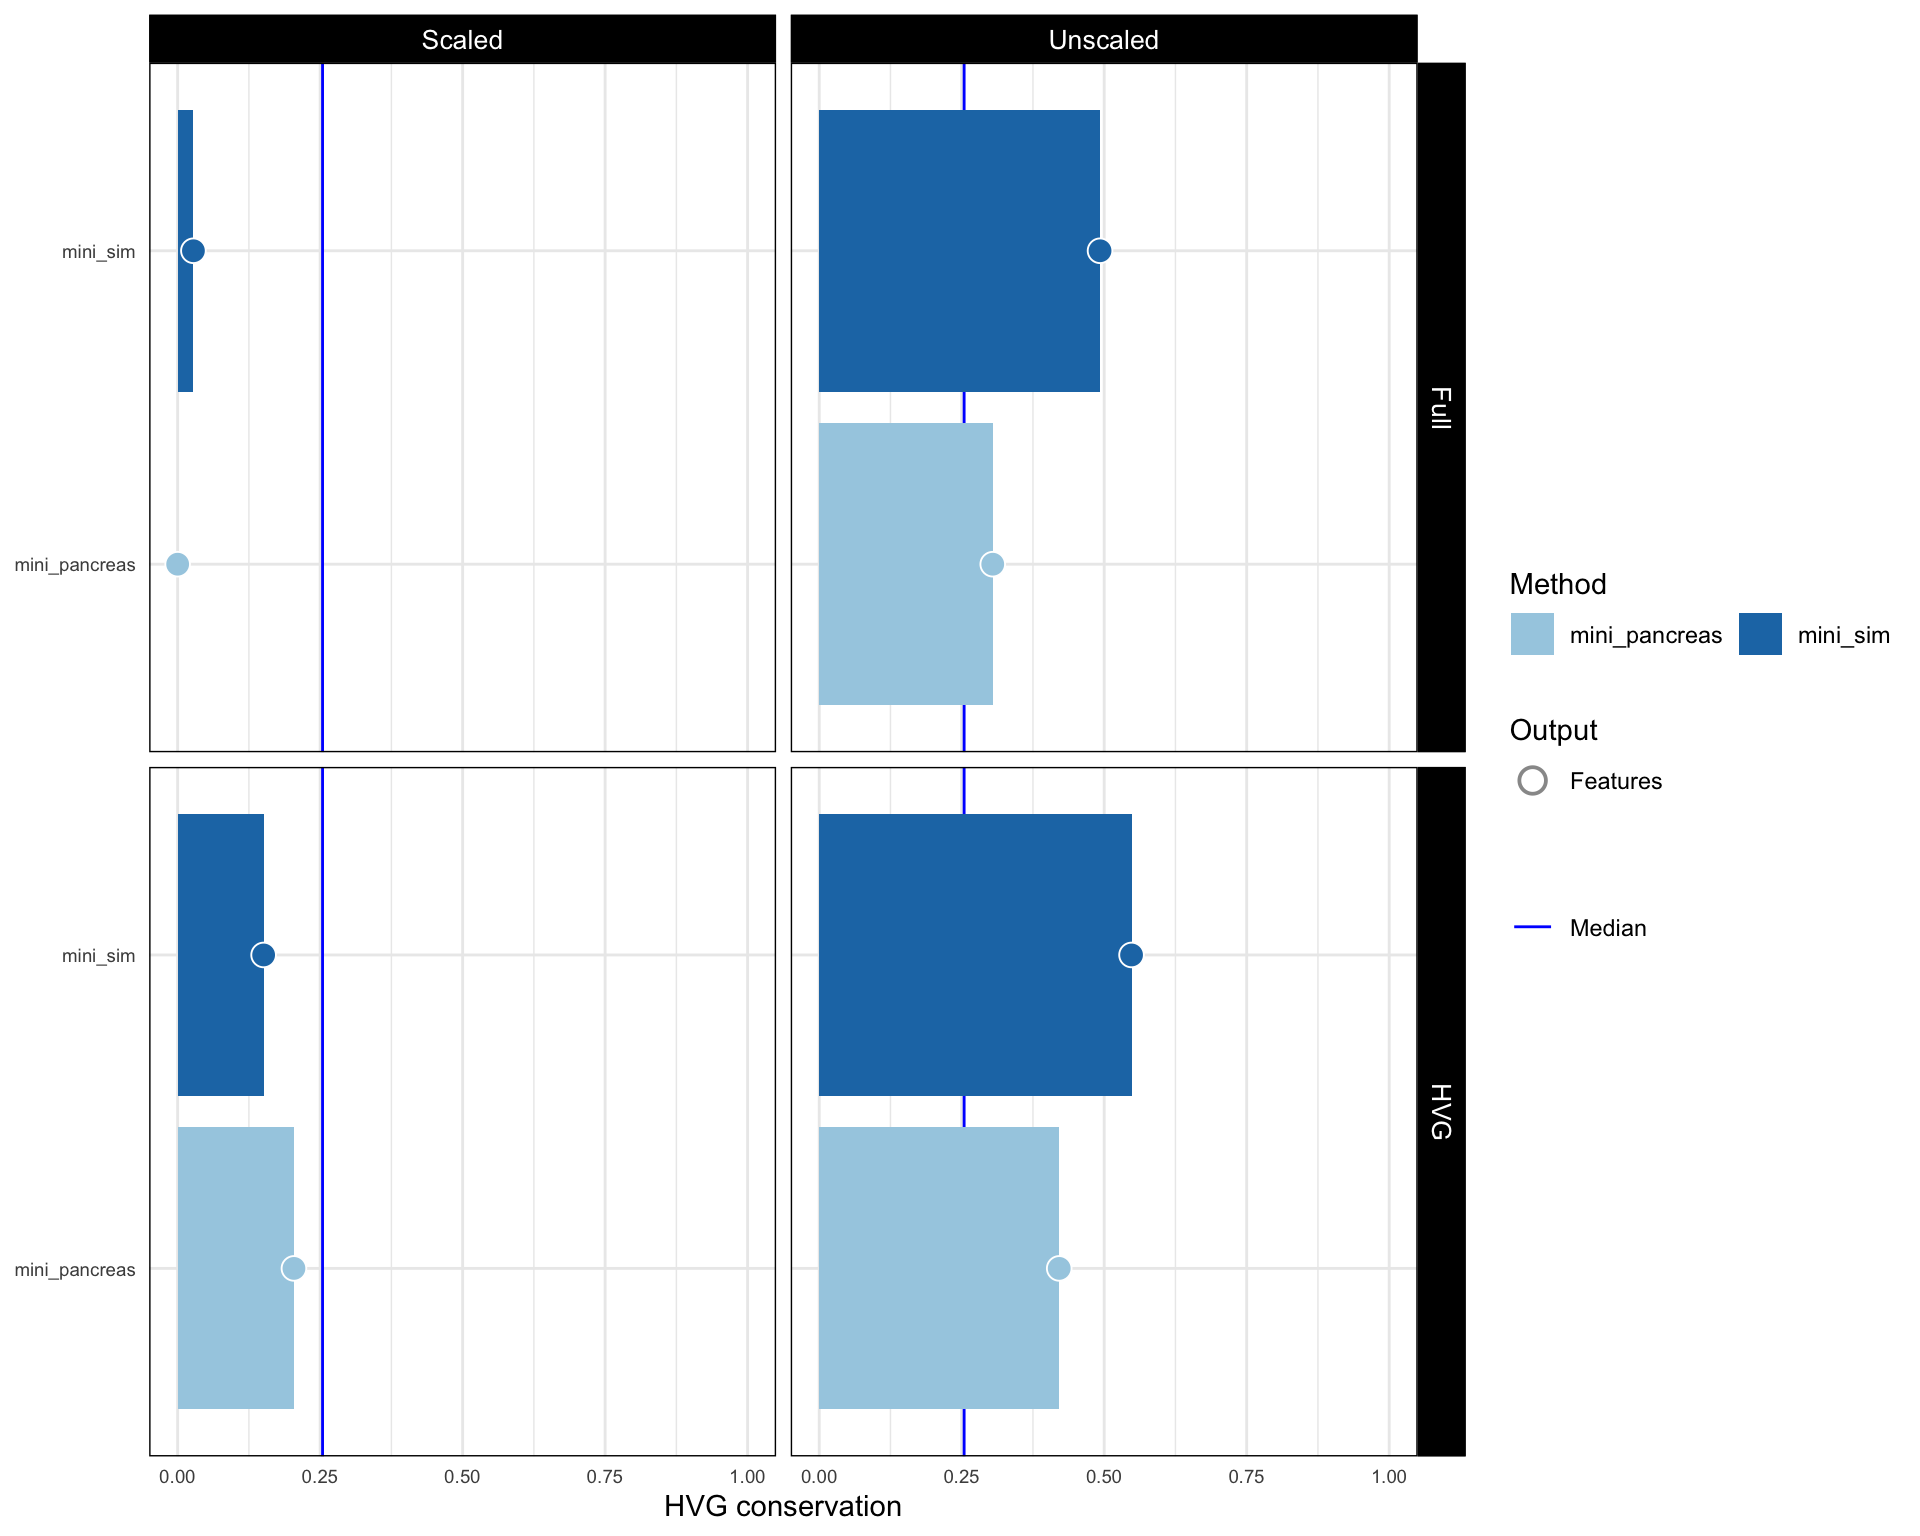 Scaled
Unscaled
mini_sim
mini_pancreas
Full
mini_sim
mini_pancreas
HVG
0.00 0.25 0.50 0.75 1.00
0.00 0.25 0.50 0.75 1.00
HVG conservation
Method
mini_pancreas
mini_sim
Output
Features
Median